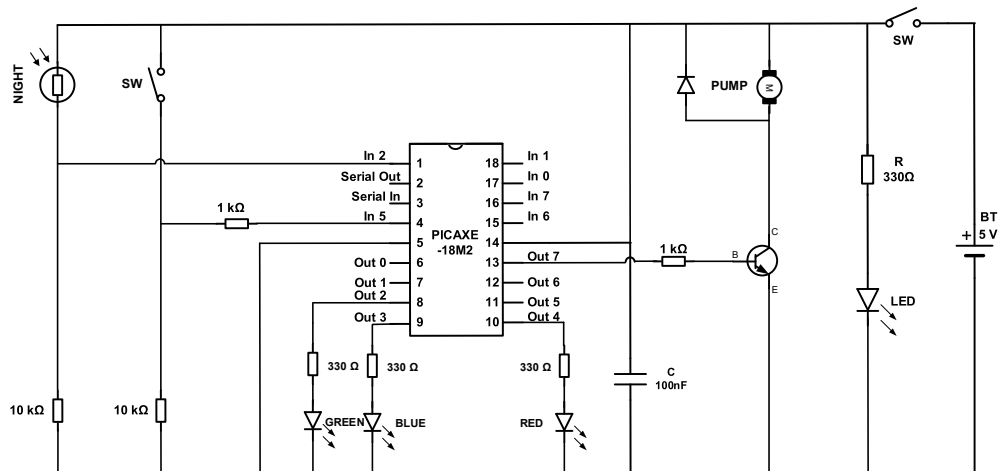 SW
NIGHT
SW
PUMP
M
R
330Ω
In 2
1
18
In 1
Serial Out
2
17
In 0
Serial In
3
16
In 7
1 kΩ
In 5
4
15
In 6
PICAXE
-18M2
5
14
C
BT
+ 5 V
Out 0
6
13
Out 7
1 kΩ
B
Out 1
7
12
Out 6
E
Out 2
8
11
Out 5
LED
Out 3
9
10
Out 4
330 Ω
330 Ω
330 Ω
C
100nF
10 kΩ
10 kΩ
GREEN
BLUE
RED